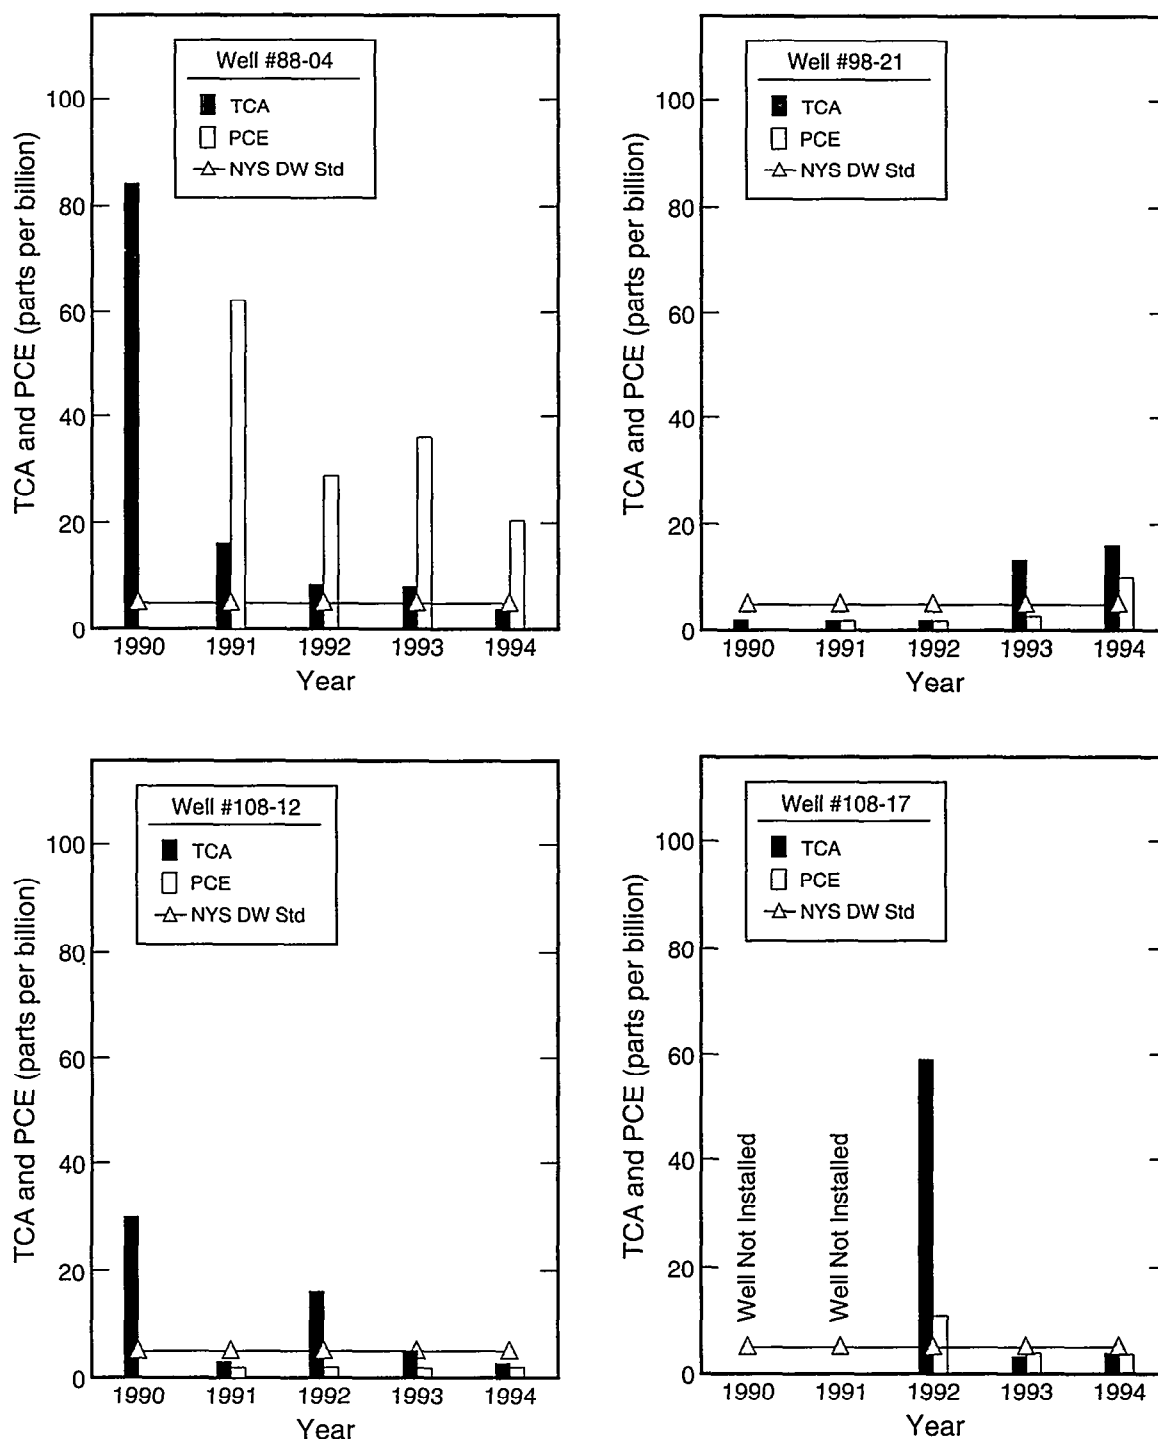 Well #88-04
TCA
PCE
NYS DW Std
TCA and PCE (parts per billion)
100
80
60
40
20
0
1990 1991 1992 1993 1994
Year
Well #98-21
TCA
PCE
NYS DW Std
TCA and PCE (parts per billion)
100
80
60
40
20
0
1990 1991 1992 1993 1994
Year
Well #108-12
TCA
PCE
NYS DW Std
TCA and PCE (parts per billion)
100
80
60
40
20
0
1990 1991 1992 1993 1994
Year
Well #108-17
TCA
PCE
NYS DW Std
TCA and PCE (parts per billion)
100
80
60
40
20
0
Well Not Installed
Well Not Installed
1990 1991 1992 1993 1994
Year